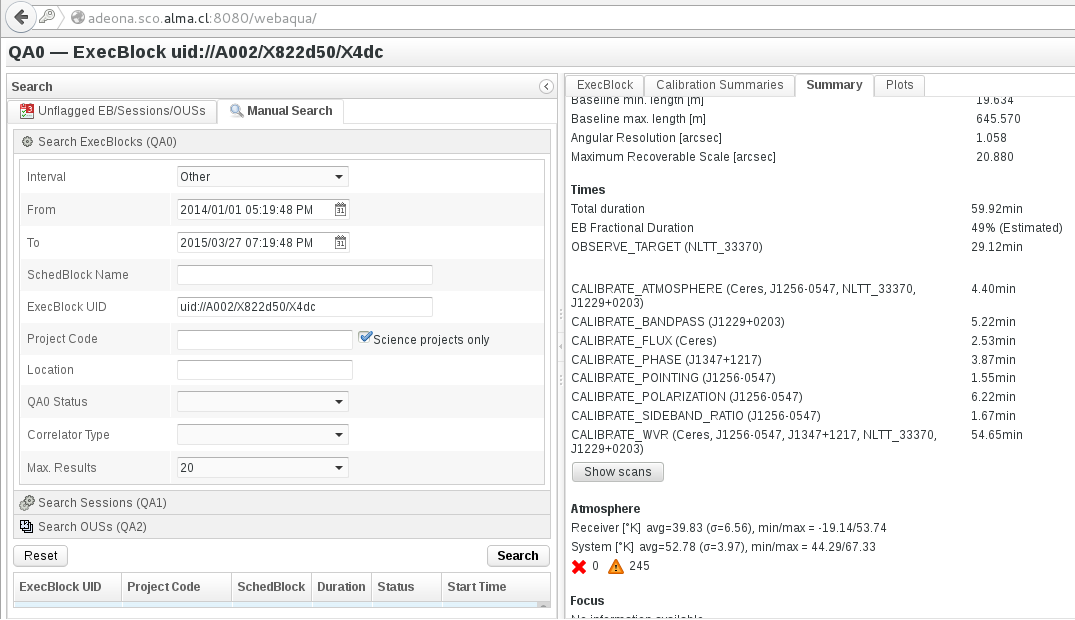 adeona.sco.alma.cl:8080/webaqua/
QA0 — ExecBlock uid://A002/X822d50/X4dc
Search
Unflagged EB/Sessions/OUSs
Manual Search
Search ExecBlocks (QA0)
Interval Other
From 2014/01/01 05:19:48 PM
31
To 2015/03/27 07:19:48 PM
31
SchedBlock Name
ExecBlock UID uid://A002/X822d50/X4dc
Project Code Science projects only
Location
QA0 Status
Correlator Type
Max. Results 20
Search Sessions (QA1)
Search OUSs (QA2)
Reset Search
ExecBlock UID Project Code SchedBlock Duration Status Start Time
ExecBlock Calibration Summaries Summary Plots
Baseline min. length [m] 19.634
Baseline max. length [m] 645.570
Angular Resolution [arcsec] 1.058
Maximum Recoverable Scale [arcsec] 20.880
Times
Total duration 59.92min
EB Fractional Duration 49% (Estimated)
OBSERVE_TARGET (NLTT_33370) 29.12min
CALIBRATE_ATMOSPHERE (Ceres, J1256-0547, NLTT_33370, 4.40min
J1229+0203)
CALIBRATE_BANDPASS (J1229+0203) 5.22min
CALIBRATE_FLUX (Ceres) 2.53min
CALIBRATE_PHASE (J1347+1217) 3.87min
CALIBRATE_POINTING (J1256-0547) 1.55min
CALIBRATE_POLARIZATION (J1256-0547) 6.22min
CALIBRATE_SIDEBAND_RATIO (J1256-0547) 1.67min
CALIBRATE_WVR (Ceres, J1256-0547, J1347+1217, NLTT_33370, 54.65min
J1229+0203)
Show scans
Atmosphere
Receiver [°K] avg=39.83 (σ=6.56), min/max = -19.14/53.74
System [°K] avg=52.78 (σ=3.97), min/max = 44.29/67.33
0 245
Focus
No information available